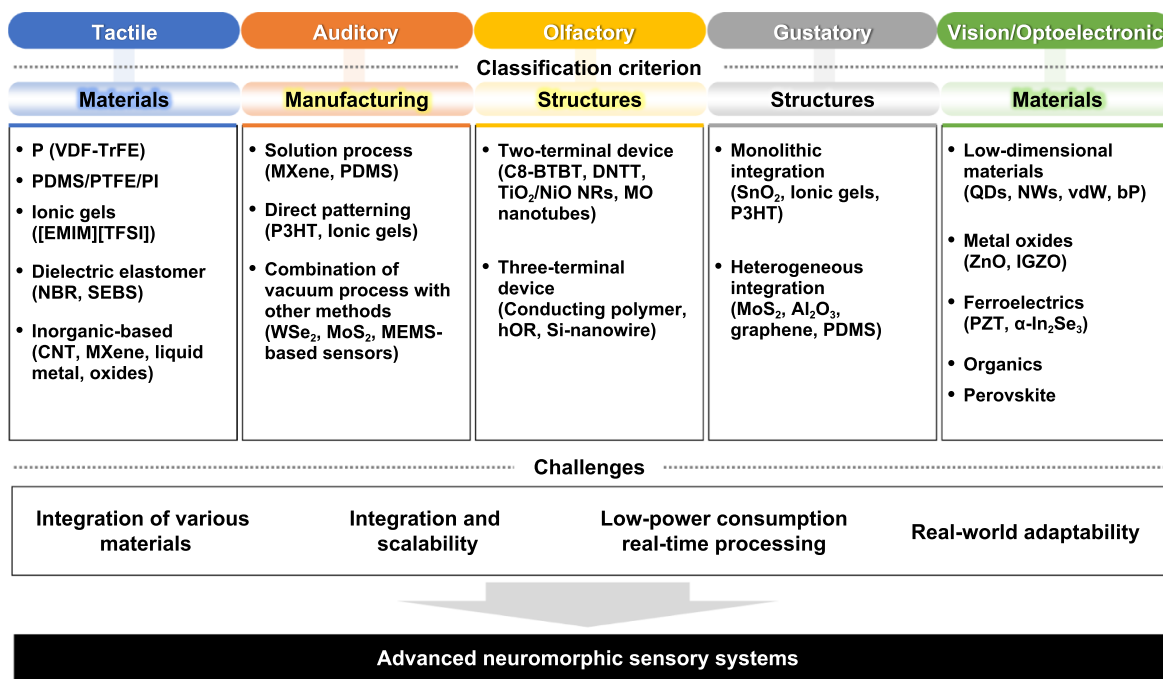 Tactile
Auditory
Olfactory
Gustatory
Vision/Optoelectronic
Classification criterion
Materials
Manufacturing
Structures
Structures
Materials
• P (VDF-TrFE)
• PDMS/PTFE/PI
• Ionic gels
([EMIM][TFSI])
• Dielectric elastomer
(NBR, SEBS)
• Inorganic-based
(CNT, MXene, liquid
metal, oxides)
• Solution process
(MXene, PDMS)
• Direct patterning
(P3HT, Ionic gels)
• Combination of
vacuum process with
other methods
(WSe₂, MoS₂, MEMS-
based sensors)
• Two-terminal device
(C8-BTBT, DNTT,
TiO₂/NiO NRs, MO
nanotubes)
• Three-terminal
device
(Conducting polymer,
hOR, Si-nanowire)
• Monolithic
integration
(SnO₂, Ionic gels,
P3HT)
• Heterogeneous
integration
(MoS₂, Al₂O₃,
graphene, PDMS)
• Low-dimensional
materials
(QDs, NWs, vdW, bP)
• Metal oxides
(ZnO, IGZO)
• Ferroelectrics
(PZT, α-In₂Se₃)
• Organics
• Perovskite
Challenges
Integration of various
materials
Integration and
scalability
Low-power consumption
real-time processing
Real-world adaptability
Advanced neuromorphic sensory systems